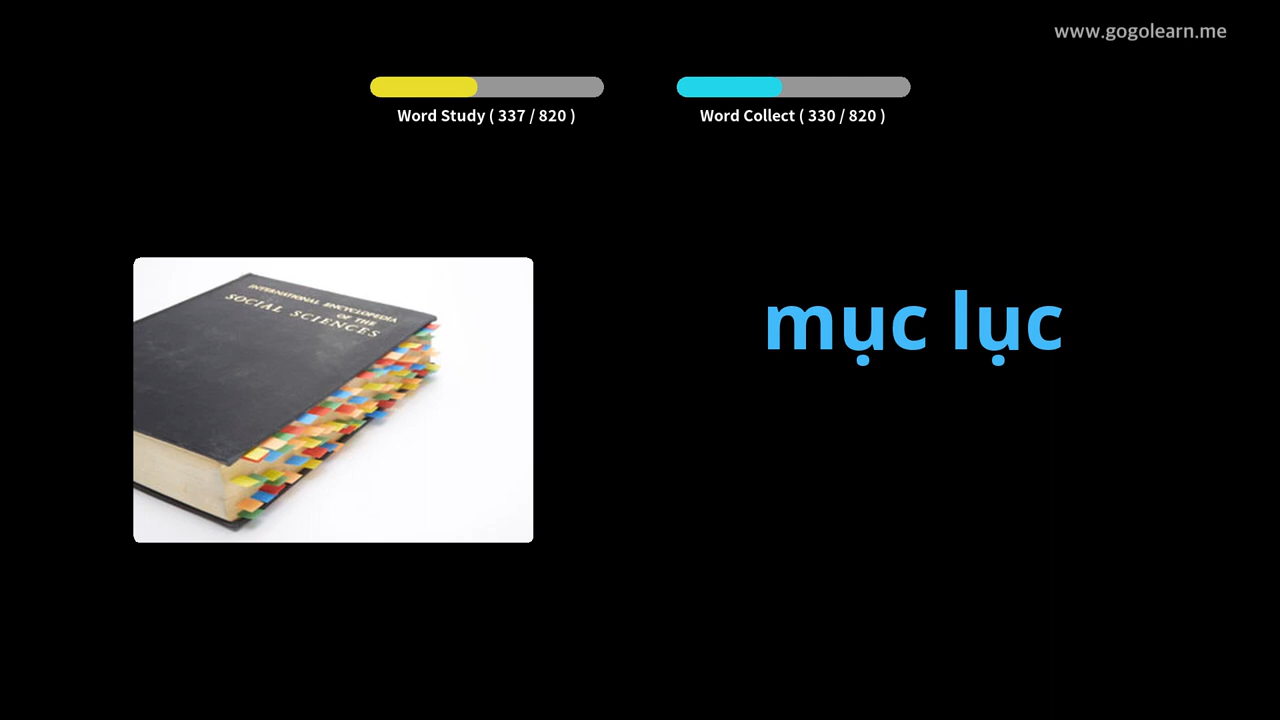 www.gogolearn.me
Word Study ( 337 / 820 )
Word Collect ( 330 / 820 )
INTERNATIONAL ENCYCLOPEDIA
OF THE
SOCIAL SCIENCES
mục lục